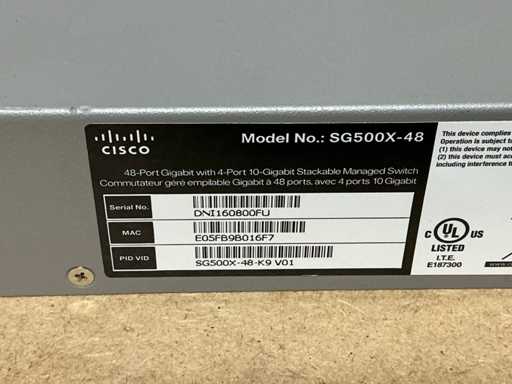 CISCO
Model No.: SG500X-48
48-Port Gigabit with 4-Port 10-Gigabit Stackable Managed Switch
Commutateur géré empilable Gigabit à 48 ports, avec 4 ports 10 Gigabit
Serial No.
DNI160800FU
MAC
E05FB9B016F7
PID VID
SG500X-48-K9 V01
This device complies
Operation is subject to
(1) this device may not
(2) this device must acc
including interference
C UL US
LISTED
I.T.E.
E187300